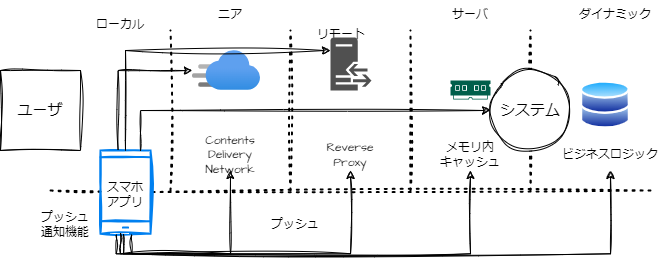 ローカル
ニア
リモート
サーバ
ダイナミック
ユーザ
システム
Contents
Delivery
Network
Reverse
Proxy
メモリ内
キャッシュ
ビジネスロジック
スマホ
アプリ
プッシュ
通知機能
プッシュ